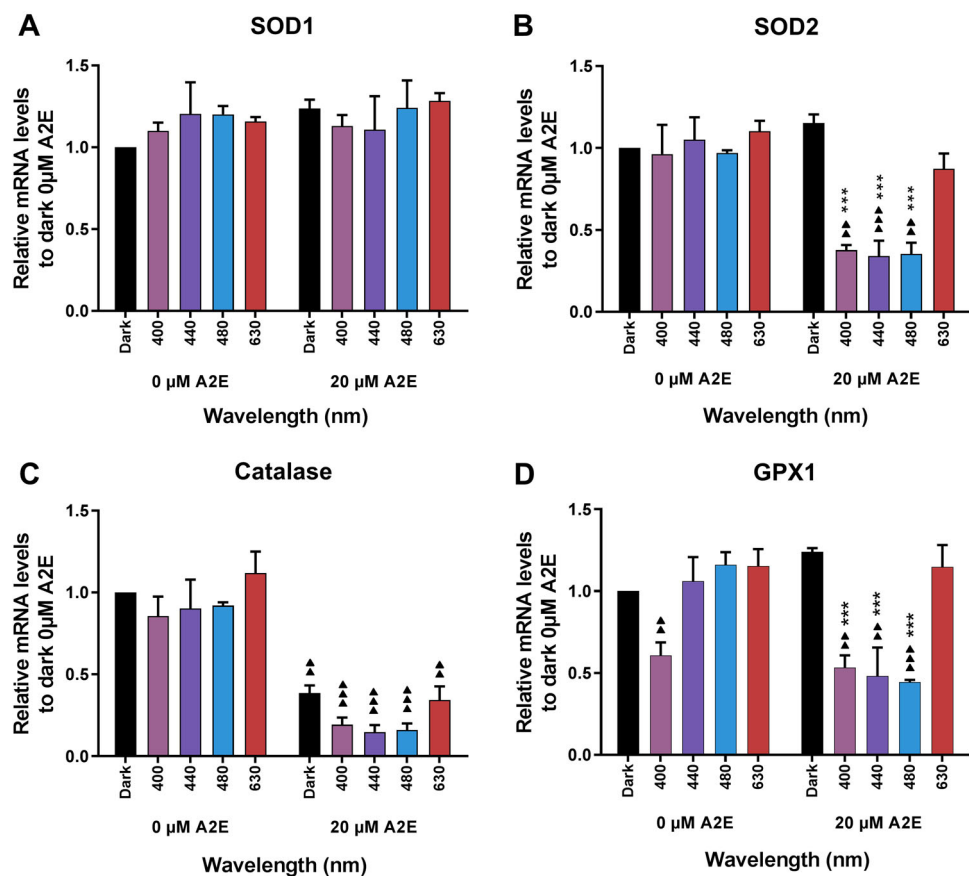 A
SOD1
Relative mRNA levels
to dark 0µM A2E
1.5
1.0
0.5
0.0
Dark
400
440
480
630
Dark
400
440
480
630
0 µM A2E
20 µM A2E
Wavelength (nm)
B
SOD2
Relative mRNA levels
to dark 0µM A2E
1.5
1.0
0.5
0.0
▲▲ ***
▲▲▲ ***
▲▲ ***
Dark
400
440
480
630
Dark
400
440
480
630
0 µM A2E
20 µM A2E
Wavelength (nm)
C
Catalase
Relative mRNA levels
to dark 0µM A2E
1.5
1.0
0.5
0.0
▲▲
▲▲▲
▲▲▲
▲▲▲
▲▲
Dark
400
440
480
630
Dark
400
440
480
630
0 µM A2E
20 µM A2E
Wavelength (nm)
D
GPX1
Relative mRNA levels
to dark 0µM A2E
1.5
1.0
0.5
0.0
▲▲
▲▲ ***
▲▲ ***
▲▲▲ ***
Dark
400
440
480
630
Dark
400
440
480
630
0 µM A2E
20 µM A2E
Wavelength (nm)